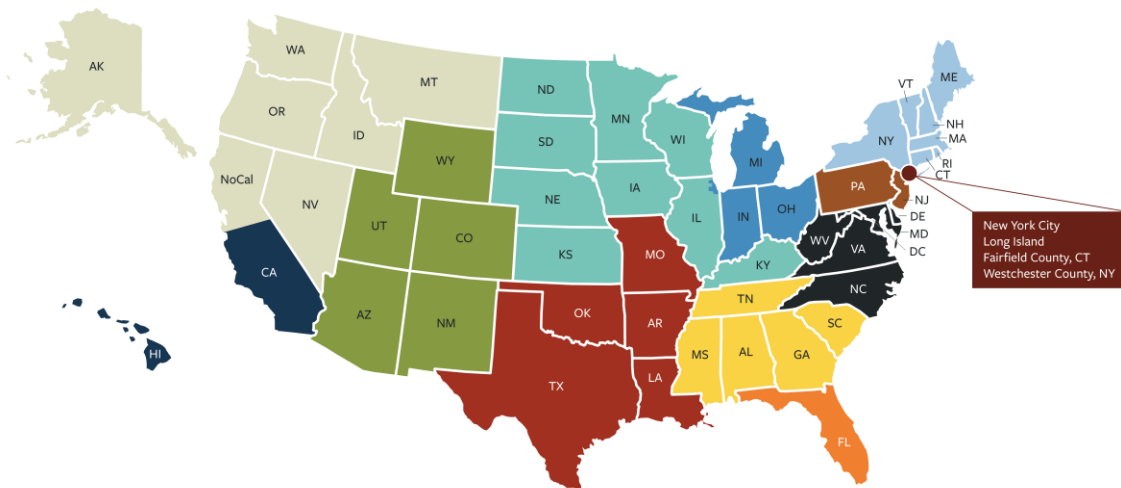 AK
WA
MT
ND
MN
VT
ME
OR
ID
SD
WI
MI
NY
NH
MA
RI
CT
WY
NoCal
NV
UT
CO
NE
IA
IL
IN
OH
PA
NJ
DE
MD
DC
WV
VA
KS
MO
KY
CA
AZ
NM
OK
AR
TN
NC
SC
HI
TX
LA
MS
AL
GA
FL
New York City
Long Island
Fairfield County, CT
Westchester County, NY